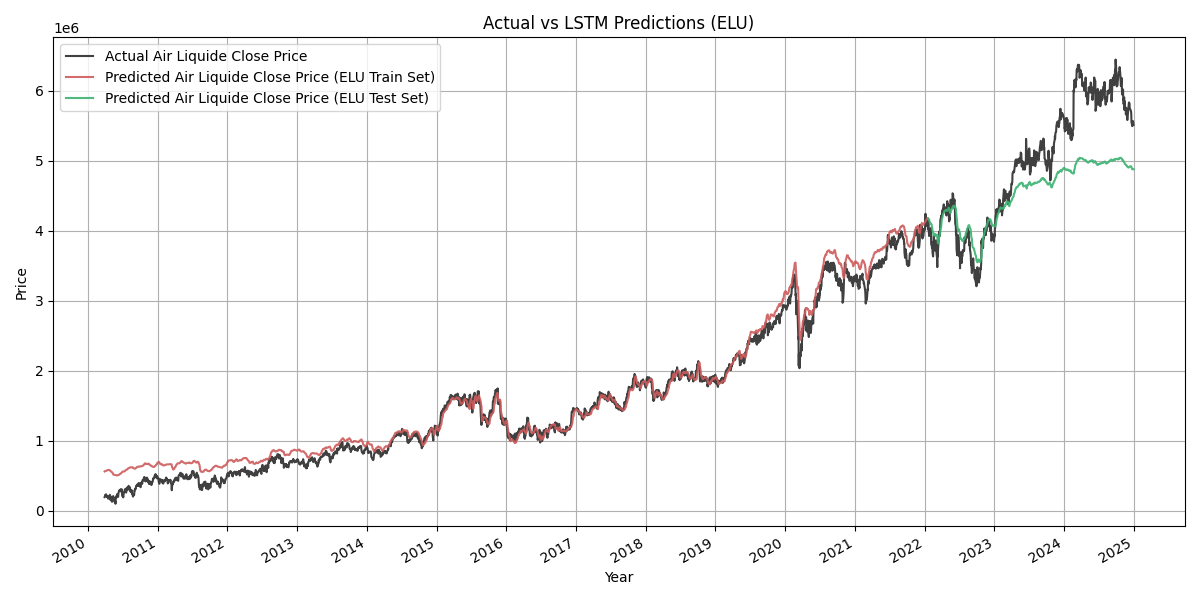 Actual vs LSTM Predictions (ELU)
1e6
Actual Air Liquide Close Price
Predicted Air Liquide Close Price (ELU Train Set)
Predicted Air Liquide Close Price (ELU Test Set)
6
5
4
3
2
1
0
Price
2010 2011 2012 2013 2014 2015 2016 2017 2018 2019 2020 2021 2022 2023 2024 2025
Year